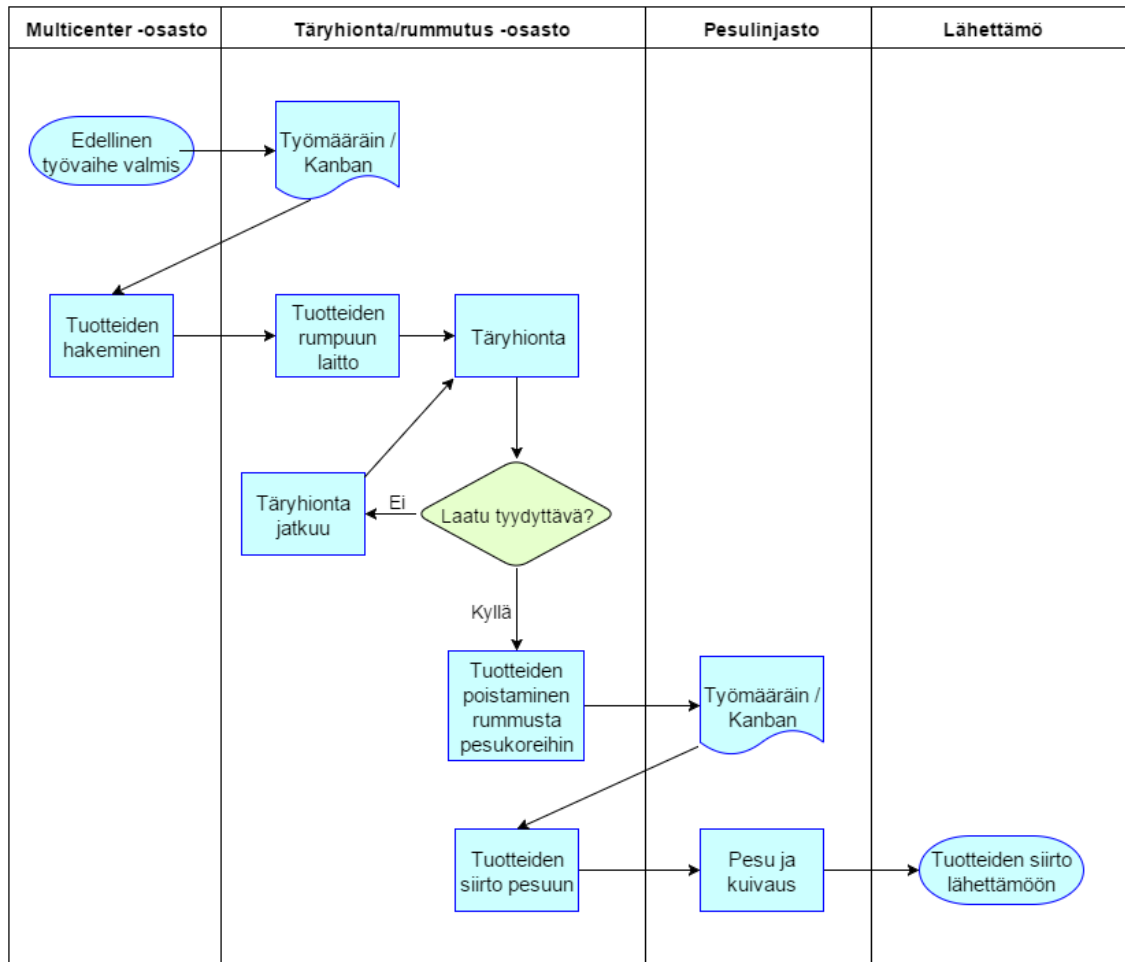 Multicenter -osasto
Täryhionta/rummutus -osasto
Pesulinjasto
Lähettämö
Edellinen
työvaihe valmis
Työmääräin /
Kanban
Tuotteiden
hakeminen
Tuotteiden
rumpuun
laitto
Täryhionta
Täryhionta
jatkuu
Ei
Laatu tyydyttävä?
Kyllä
Tuotteiden
poistaminen
rummusta
pesukoreihin
Työmääräin /
Kanban
Tuotteiden
siirto pesuun
Pesu ja
kuivaus
Tuotteiden siirto
lähettämöön